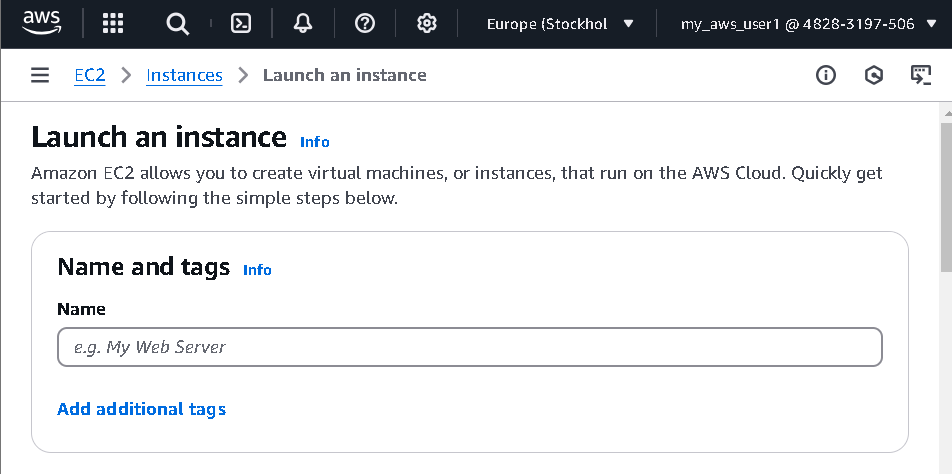 aws
Europe (Stockhol
my_aws_user1 @ 4828-3197-506
EC2 > Instances > Launch an instance
Launch an instance Info
Amazon EC2 allows you to create virtual machines, or instances, that run on the AWS Cloud. Quickly get
started by following the simple steps below.
Name and tags Info
Name
e.g. My Web Server
Add additional tags